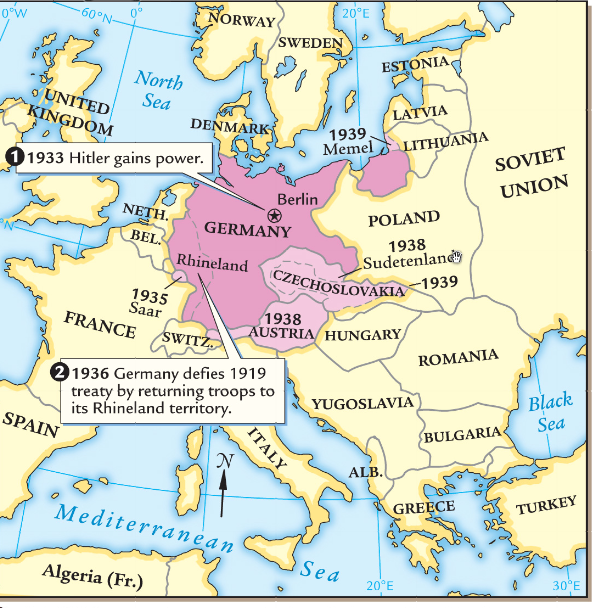 0°W
60°N
0°
20°E
NORWAY
SWEDEN
ESTONIA
North
Sea
UNITED
KINGDOM
DENMARK
LATVIA
1939
Memel
LITHUANIA
SOVIET
UNION
1 1933 Hitler gains power.
Berlin
NETH.
GERMANY
POLAND
BEL.
1938
Sudetenland
Rhineland
CZECHOSLOVAKIA
1939
1935
Saar
1938
AUSTRIA
FRANCE
SWITZ.
HUNGARY
ROMANIA
2 1936 Germany defies 1919
treaty by returning troops to
its Rhineland territory.
YUGOSLAVIA
Black
Sea
SPAIN
ITALY
BULGARIA
N
ALB.
GREECE
TURKEY
Mediterranean
Sea
Algeria (Fr.)
20°E
30°E